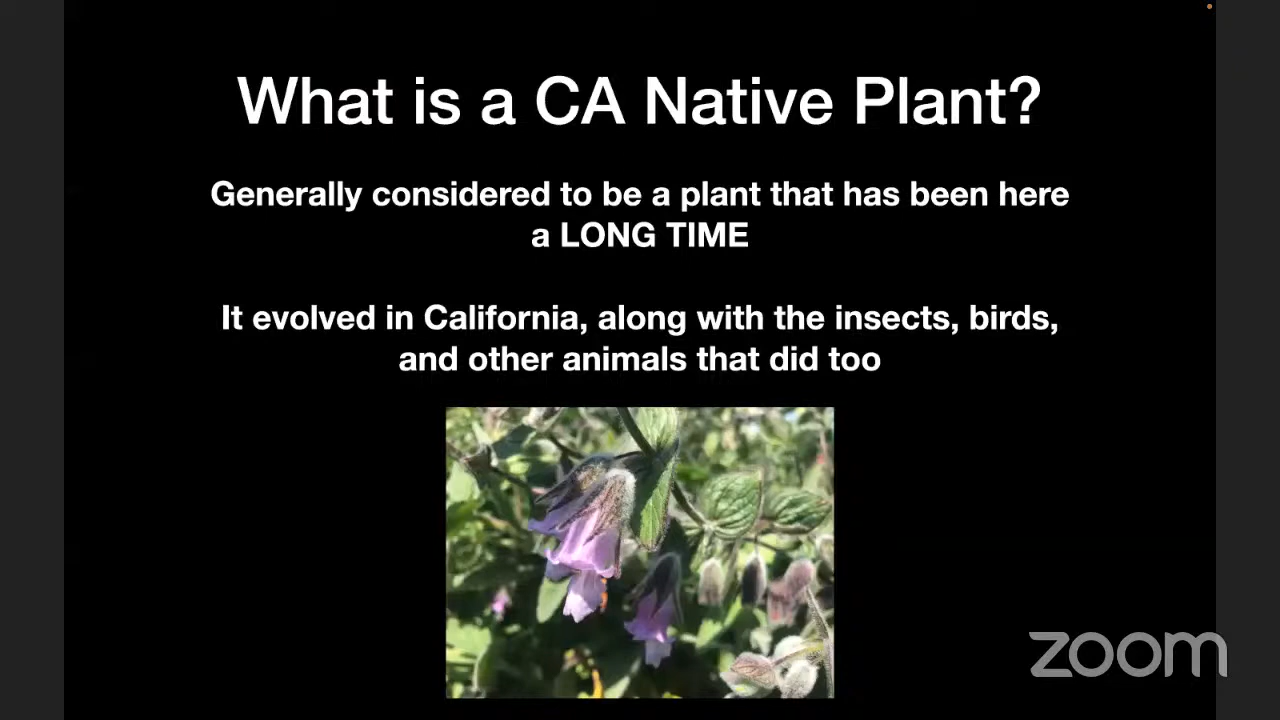 What is a CA Native Plant?
Generally considered to be a plant that has been here
a LONG TIME
It evolved in California, along with the insects, birds,
and other animals that did too
zoom